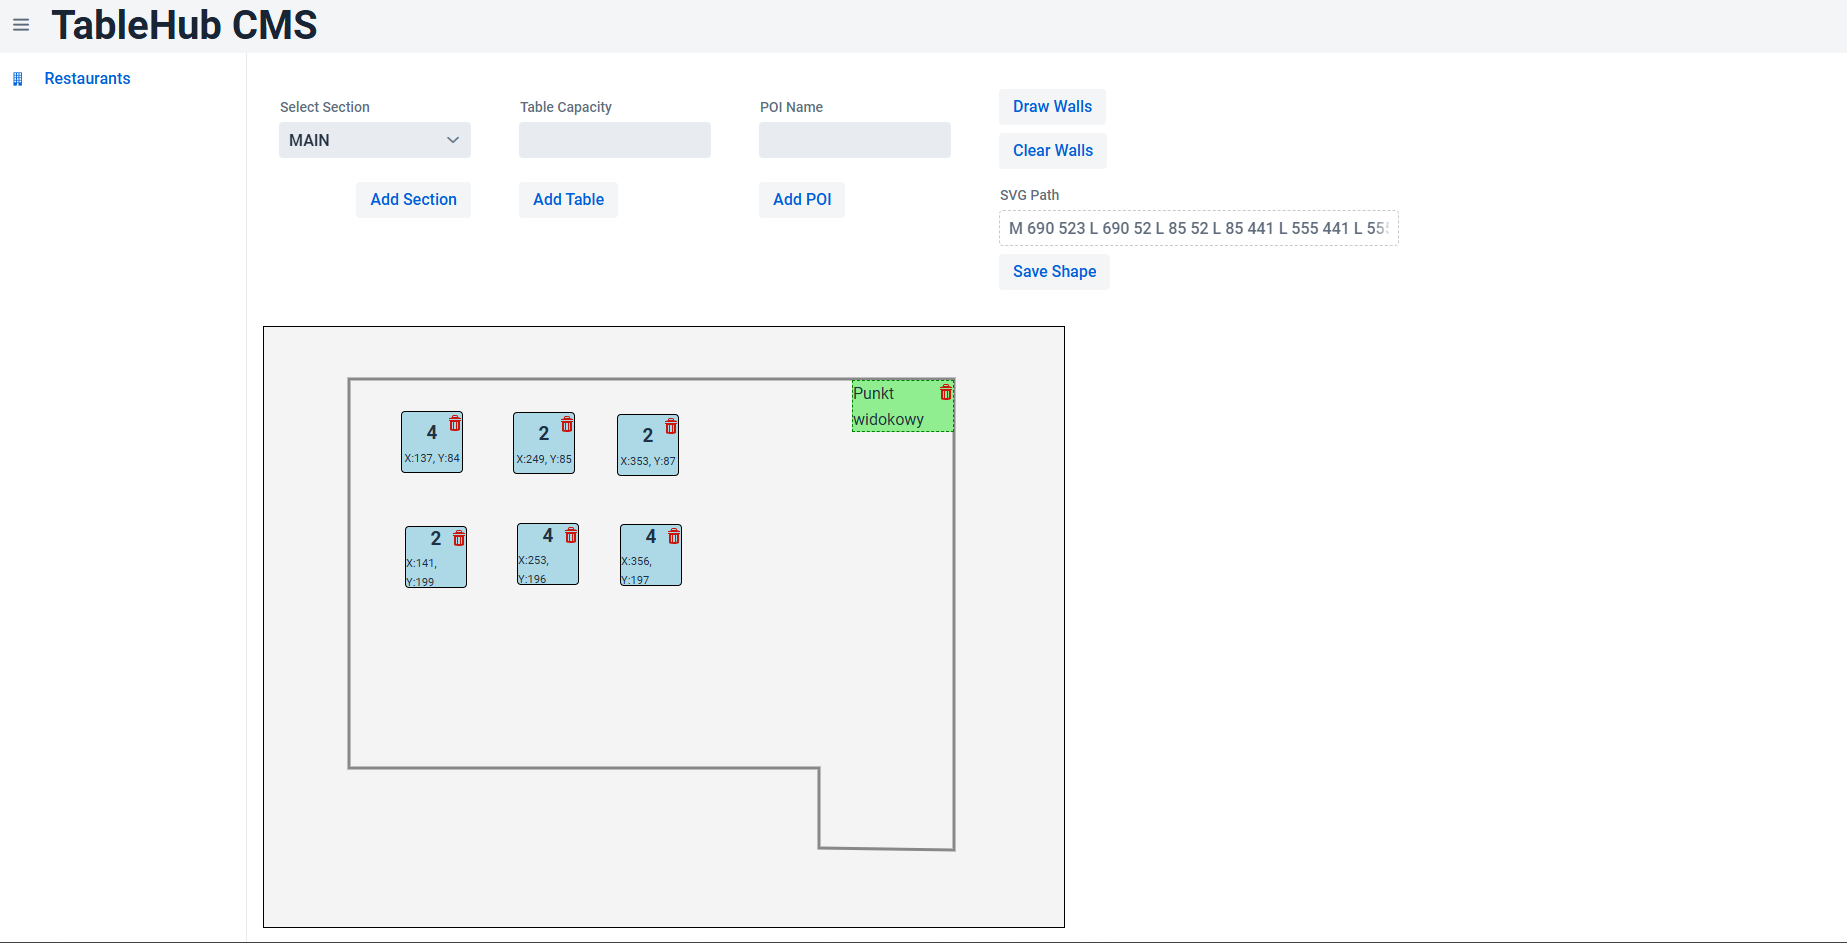 TableHub CMS
Restaurants
Select Section
Table Capacity
POI Name
Draw Walls
MAIN
Clear Walls
Add Section
Add Table
Add POI
SVG Path
M 690 523 L 690 52 L 85 52 L 85 441 L 555 441 L 555
Save Shape
Punkt
widokowy
4
X:137, Y:84
2
X:249, Y:85
2
X:353, Y:87
2
X:141,
Y:199
4
X:253,
Y:196
4
X:356,
Y:197